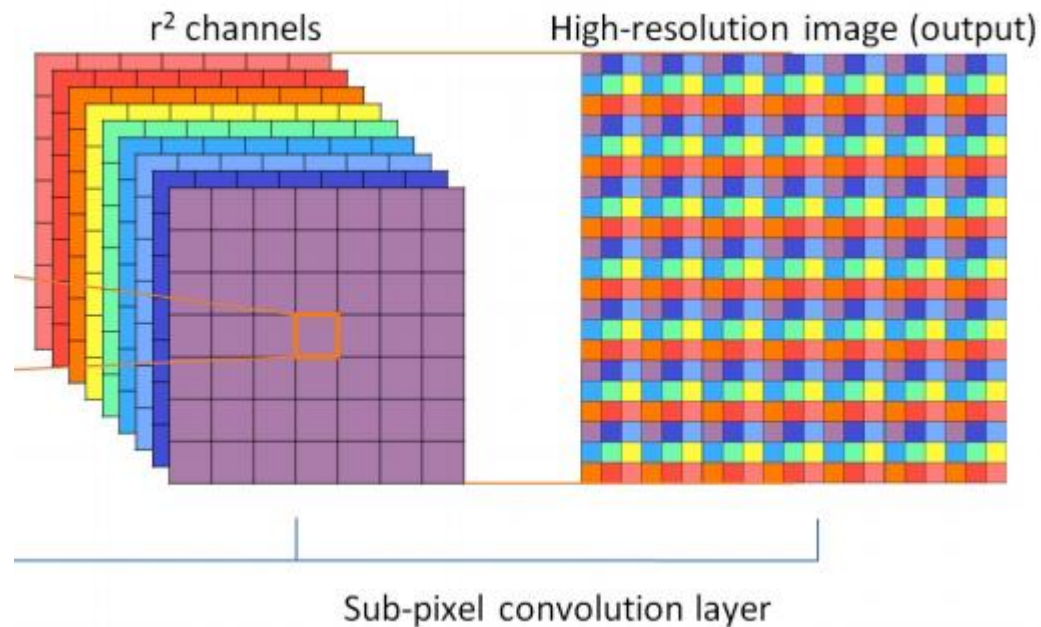 r² channels
High-resolution image (output)
Sub-pixel convolution layer